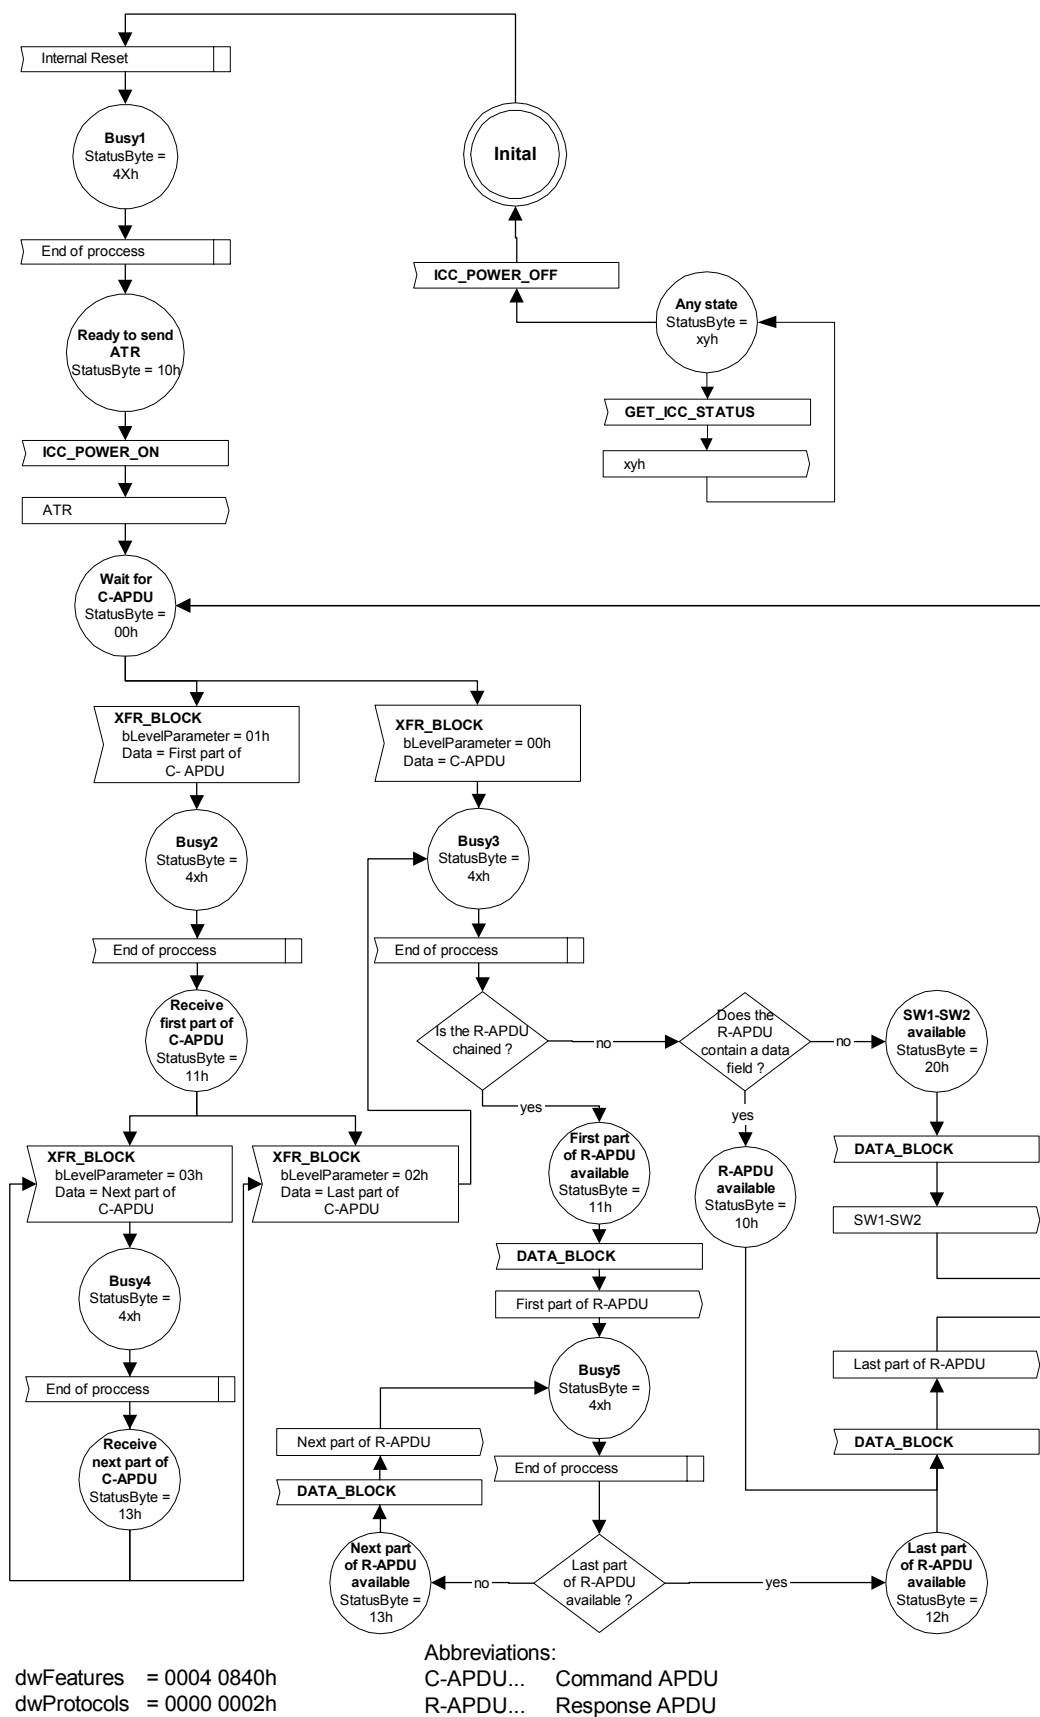 Internal Reset
Busy1
StatusByte =
4Xh
End of proccess
Ready to send
ATR
StatusByte = 10h
ICC_POWER_ON
ATR
Wait for
C-APDU
StatusByte =
00h
Inital
ICC_POWER_OFF
Any state
StatusByte =
xyh
GET_ICC_STATUS
xyh
XFR_BLOCK
bLevelParameter = 01h
Data = First part of
C- APDU
Busy2
StatusByte =
4xh
End of proccess
Receive
first part of
C-APDU
StatusByte =
11h
XFR_BLOCK
bLevelParameter = 00h
Data = C-APDU
Busy3
StatusByte =
4xh
End of proccess
Is the R-APDU
chained ?
no
yes
Does the
R-APDU
contain a data
field ?
no
yes
SW1-SW2
available
StatusByte =
20h
DATA_BLOCK
SW1-SW2
XFR_BLOCK
bLevelParameter = 03h
Data = Next part of
C-APDU
XFR_BLOCK
bLevelParameter = 02h
Data = Last part of
C-APDU
Busy4
StatusByte =
4xh
End of proccess
Receive
next part of
C-APDU
StatusByte =
13h
First part
of R-APDU
available
StatusByte =
11h
DATA_BLOCK
First part of R-APDU
R-APDU
available
StatusByte =
10h
Busy5
StatusByte =
4xh
End of proccess
Next part of R-APDU
DATA_BLOCK
Next part
of R-APDU
available
StatusByte =
13h
no
Last part
of R-APDU
available ?
yes
Last part of R-APDU
DATA_BLOCK
Last part
of R-APDU
available
StatusByte =
12h
dwFeatures = 0004 0840h
dwProtocols = 0000 0002h
Abbreviations:
C-APDU... Command APDU
R-APDU... Response APDU